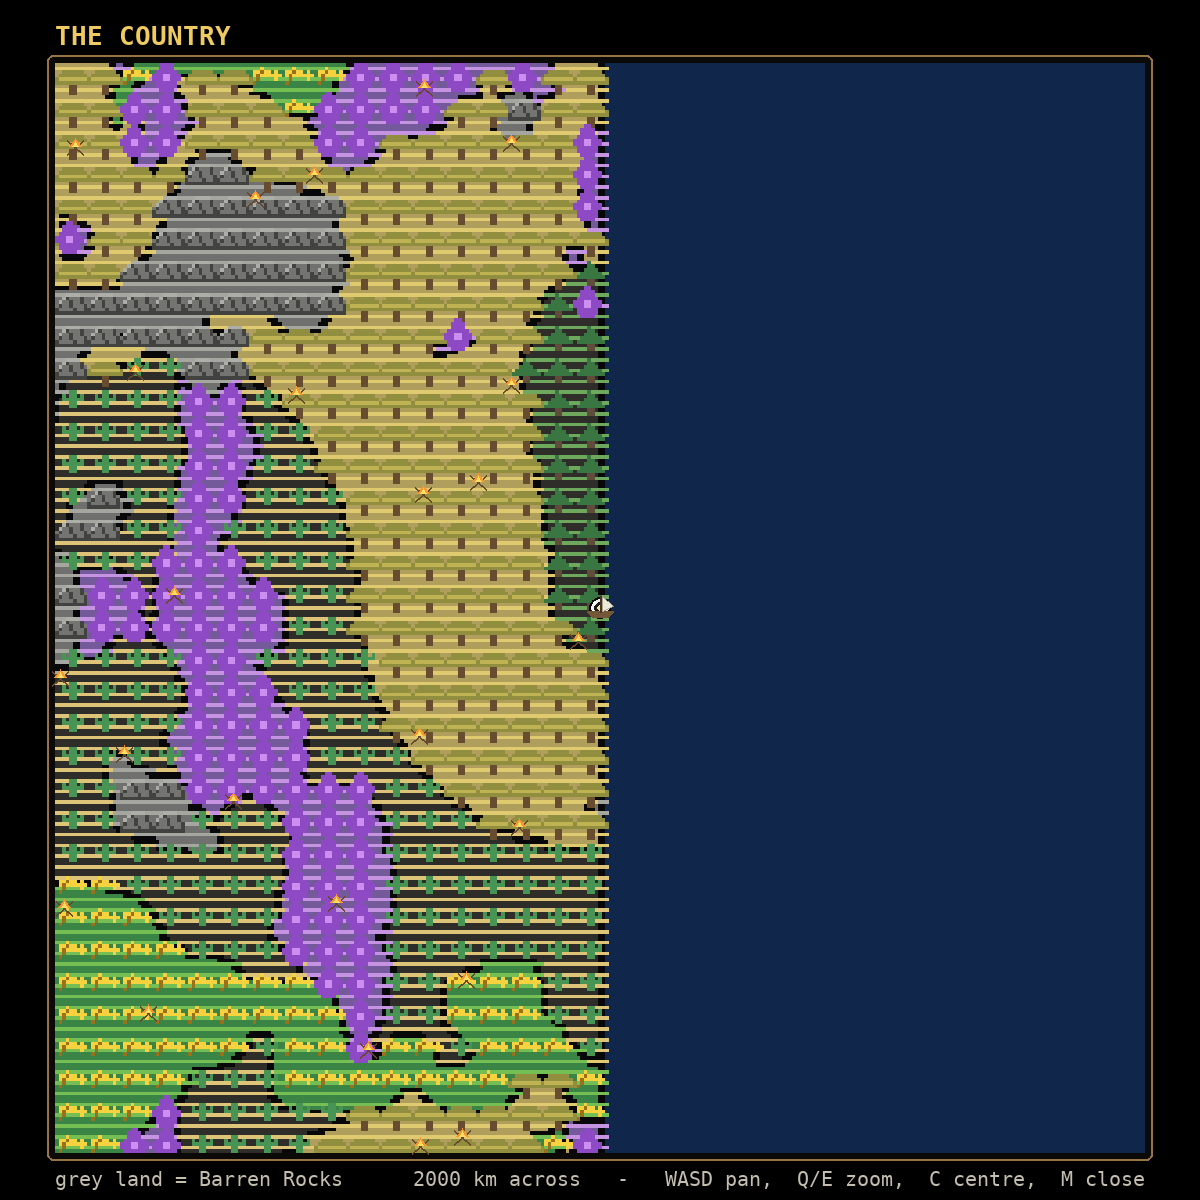 THE COUNTRY
grey land = Barren Rocks 2000 km across - WASD pan, Q/E zoom, C centre, M close